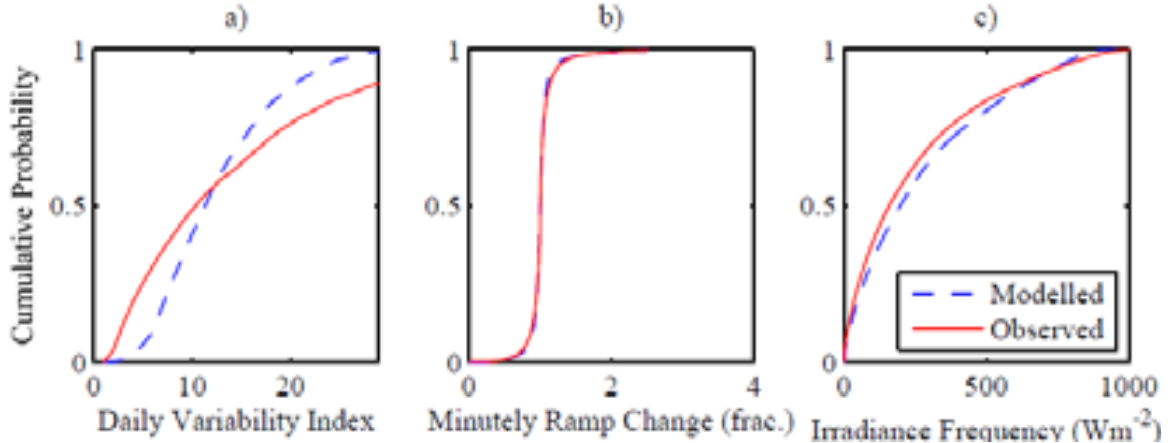 a)
b)
c)
Cumulative Probability
1
0.5
0
0
10
20
Daily Variability Index
1
0.5
0
0
2
4
Minutely Ramp Change (frac.)
1
0.5
0
0
500
1000
Irradiance Frequency (Wm⁻²)
Modelled
Observed